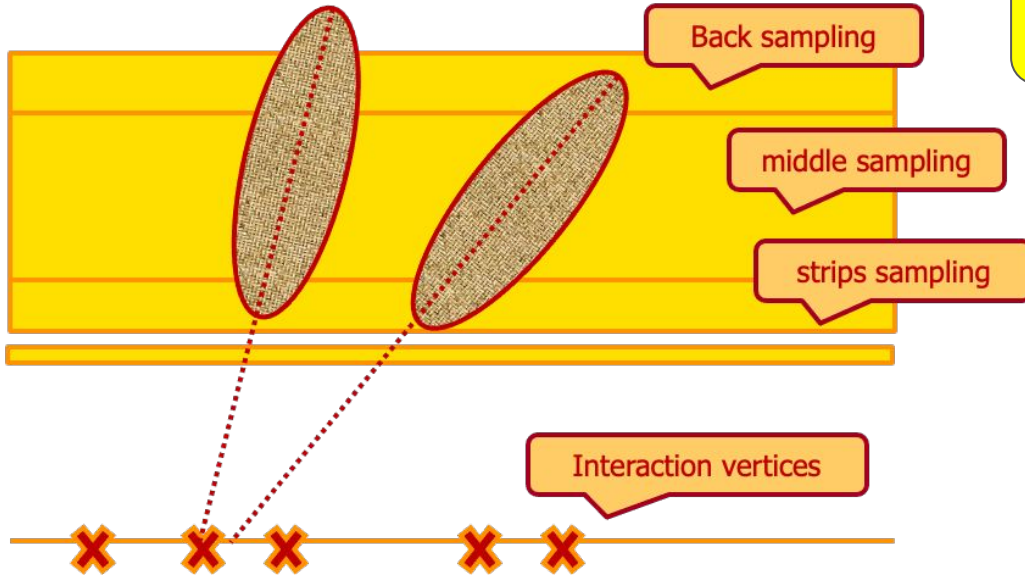 Back sampling
middle sampling
strips sampling
Interaction vertices